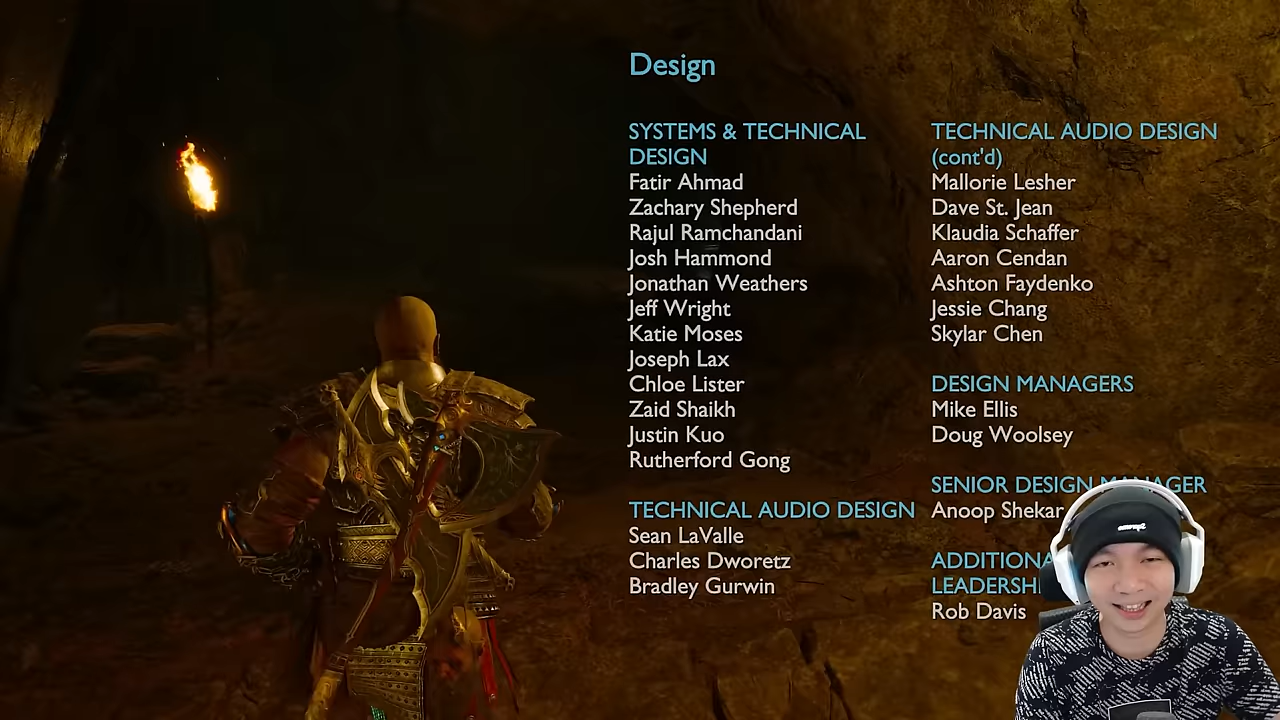 Design
SYSTEMS & TECHNICAL
DESIGN
Fatir Ahmad
Zachary Shepherd
Rajul Ramchandani
Josh Hammond
Jonathan Weathers
Jeff Wright
Katie Moses
Joseph Lax
Chloe Lister
Zaid Shaikh
Justin Kuo
Rutherford Gong
TECHNICAL AUDIO DESIGN
Sean LaValle
Charles Dworetz
Bradley Gurwin
TECHNICAL AUDIO DESIGN
(cont'd)
Mallorie Lesher
Dave St. Jean
Klaudia Schaffer
Aaron Cendan
Ashton Faydenko
Jessie Chang
Skylar Chen
DESIGN MANAGERS
Mike Ellis
Doug Woolsey
SENIOR DESIGN MANAGER
Anoop Shekar
Rob Davis